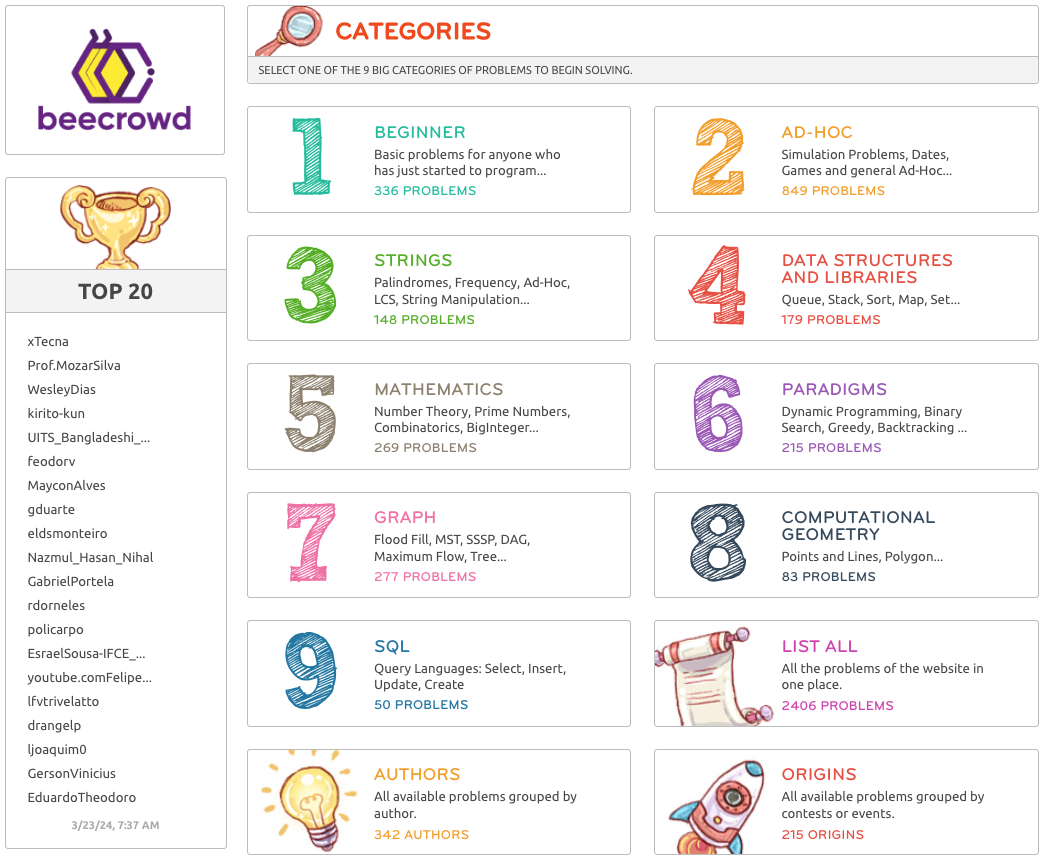 beecrowd
TOP 20
xTecna
Prof.MozarSilva
WesleyDias
kirito-kun
UITS_Bangladeshi_...
feodorv
MayconAlves
gduarte
eldsmonteiro
Nazmul_Hasan_Nihal
GabrielPortela
rdorneles
policarpo
EsraelSousa-IFCE_...
youtube.comFelipe...
lfvtrivelatto
drangelp
ljoaquim0
GersonVinicius
EduardoTheodoro
3/23/24, 7:37 AM
CATEGORIES
SELECT ONE OF THE 9 BIG CATEGORIES OF PROBLEMS TO BEGIN SOLVING.
1
BEGINNER
Basic problems for anyone who
has just started to program...
336 PROBLEMS
2
AD-HOC
Simulation Problems, Dates,
Games and general Ad-Hoc...
849 PROBLEMS
3
STRINGS
Palindromes, Frequency, Ad-Hoc,
LCS, String Manipulation...
148 PROBLEMS
4
DATA STRUCTURES
AND LIBRARIES
Queue, Stack, Sort, Map, Set...
179 PROBLEMS
5
MATHEMATICS
Number Theory, Prime Numbers,
Combinatorics, BigInteger...
269 PROBLEMS
6
PARADIGMS
Dynamic Programming, Binary
Search, Greedy, Backtracking ...
215 PROBLEMS
7
GRAPH
Flood Fill, MST, SSSP, DAG,
Maximum Flow, Tree...
277 PROBLEMS
8
COMPUTATIONAL
GEOMETRY
Points and Lines, Polygon...
83 PROBLEMS
9
SQL
Query Languages: Select, Insert,
Update, Create
50 PROBLEMS
LIST ALL
All the problems of the website in
one place.
2406 PROBLEMS
AUTHORS
All available problems grouped by
author.
342 AUTHORS
ORIGINS
All available problems grouped by
contests or events.
215 ORIGINS